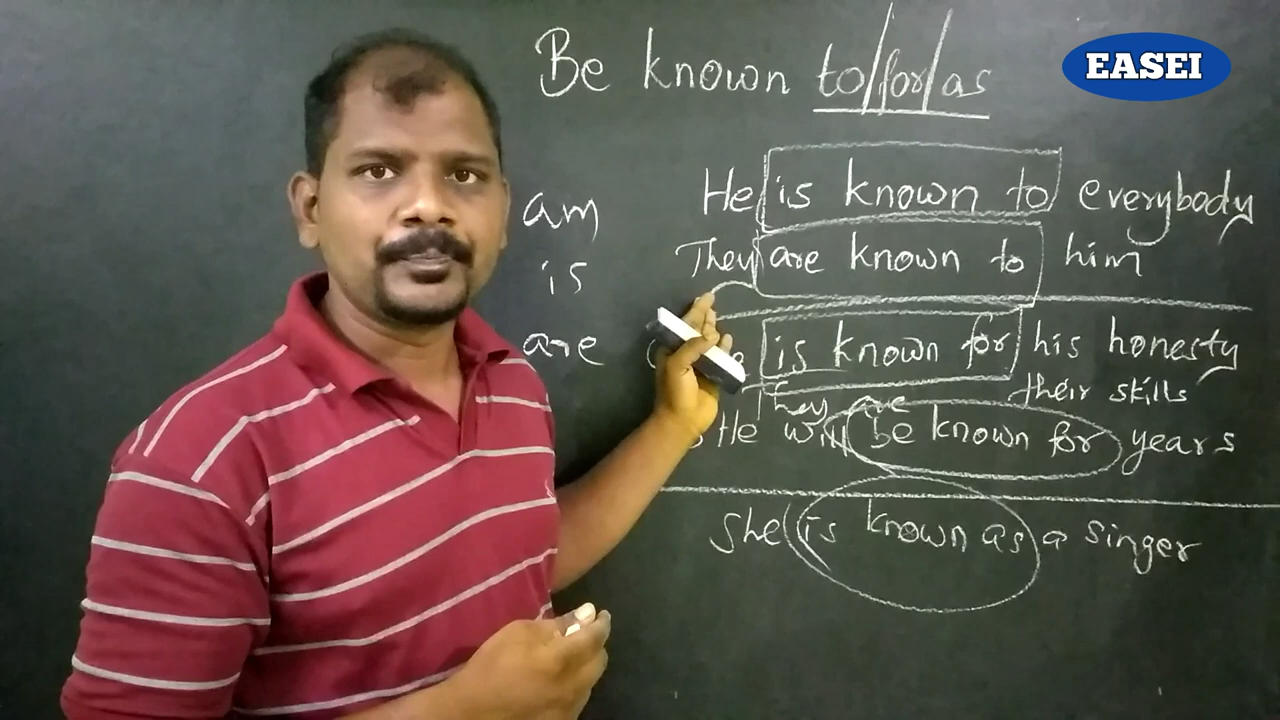 Be known to/for/as
EASEI
am
is
are
He is known to everybody
They are known to him
is known for his honesty
They are their skills
He will be known for years
She is known as a singer